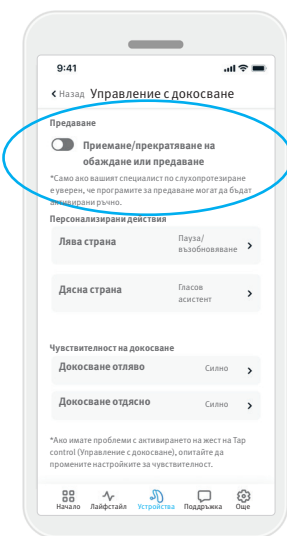 9:41
Назад Управление с докосване
Предаване
Приемане/прекратяване на
обаждане или предаване
*Само ако вашият специалист по слухопротезиране
е уверен, че програмите за предаване могат да бъдат
активирани ръчно.
Персонализирани действия
Лява страна Пауза/
възобновяване
Дясна страна Гласов
асистент
Чувствителност на докосване
Докосване отляво Силно
Докосване отдясно Силно
*Ако имате проблеми с активирането на жест на Tap
control (Управление с докосване), опитайте да
промените настройките за чувствителност.
Начало Лайфстайл Устройства Поддръжка Още